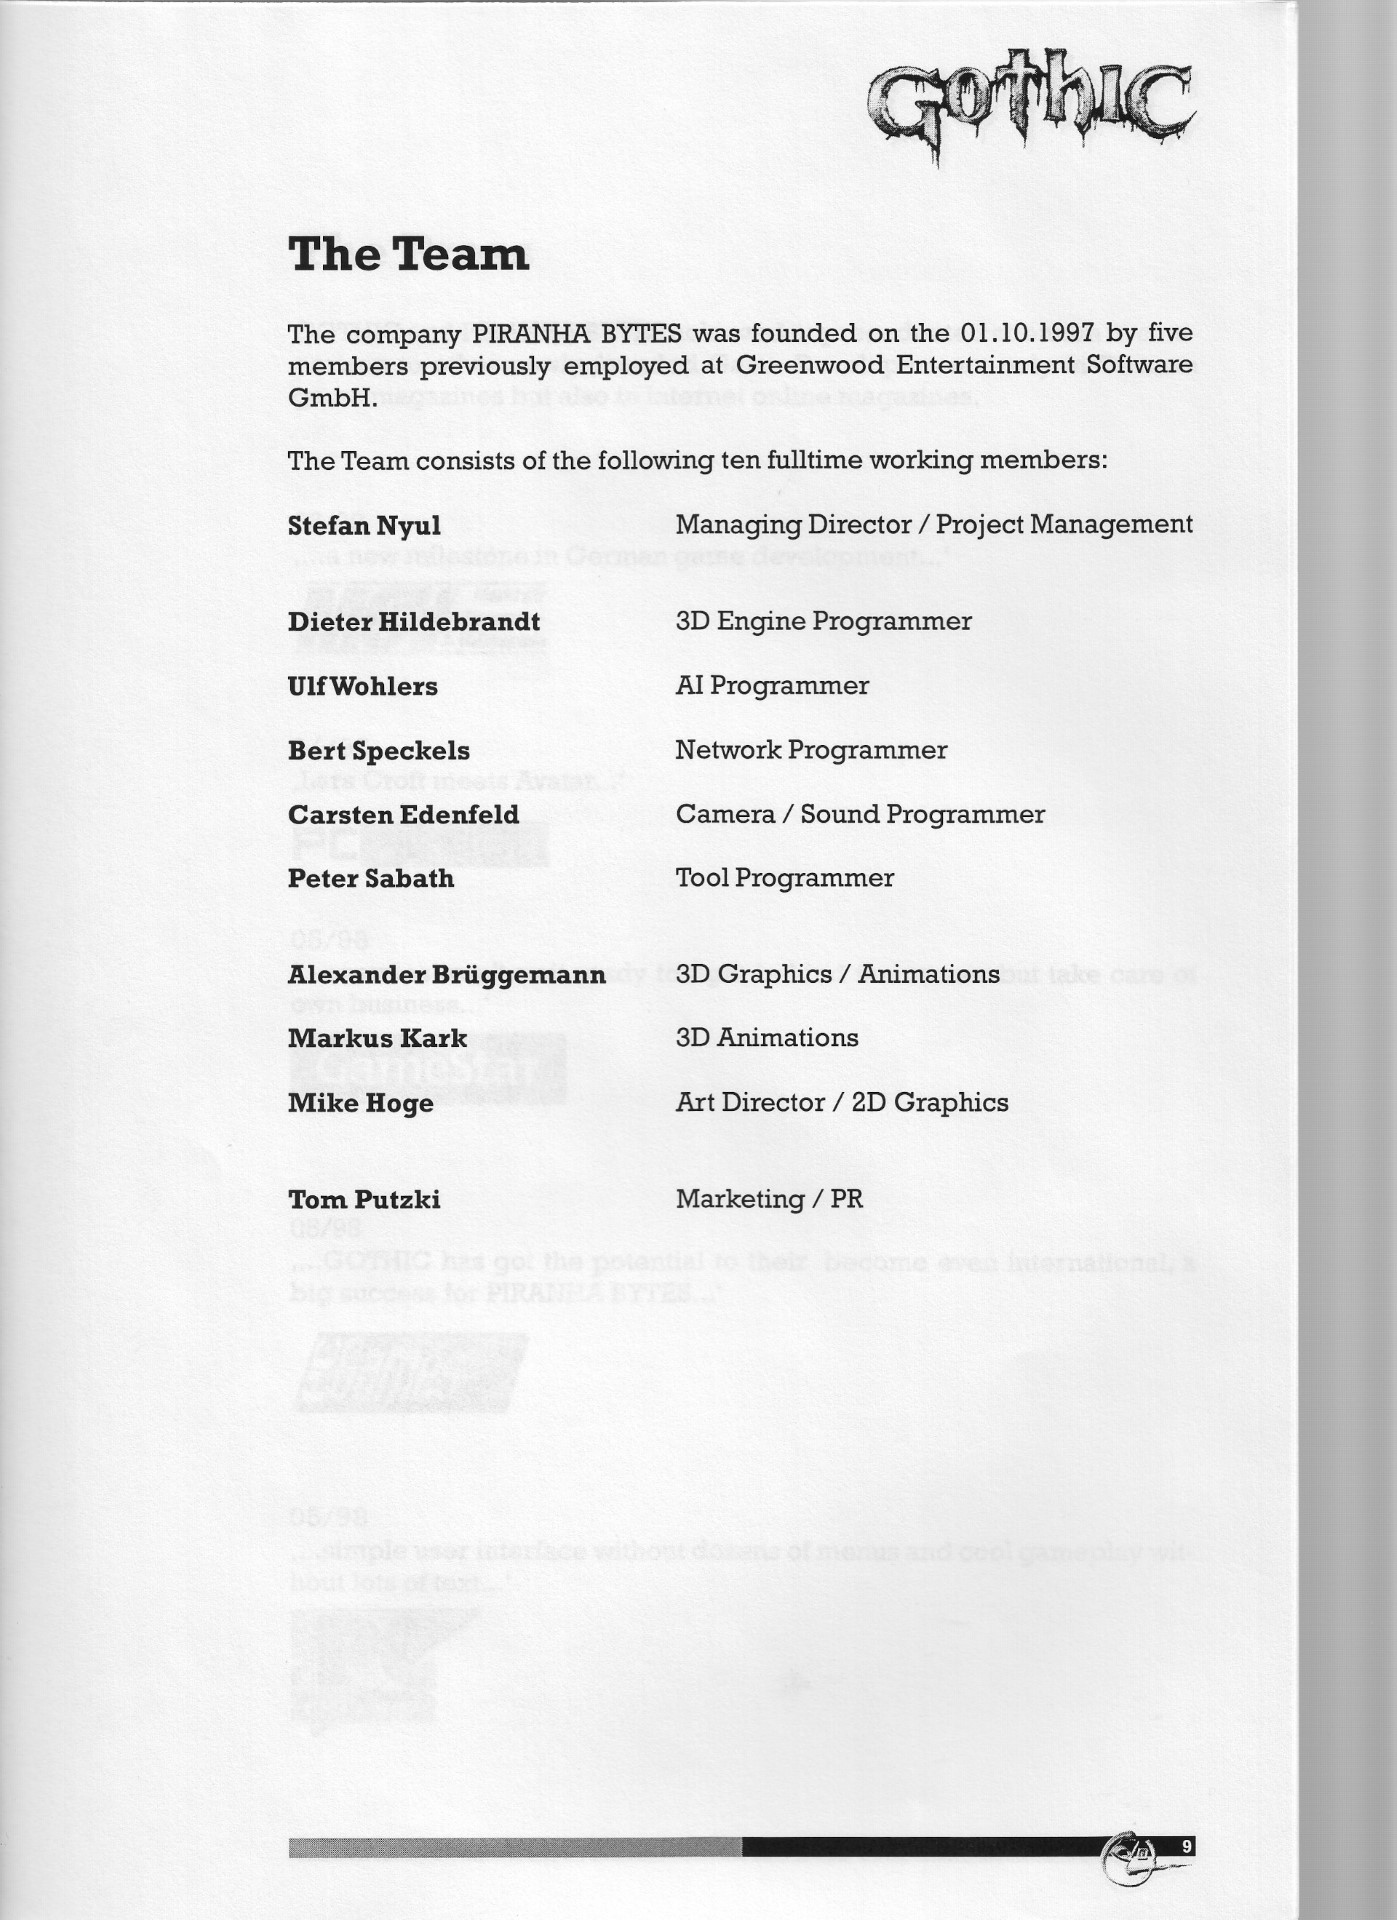 GOTHIC
The Team
The company PIRANHA BYTES was founded on the 01.10.1997 by five
members previously employed at Greenwood Entertainment Software
GmbH.
The Team consists of the following ten fulltime working members:
Stefan Nyul Managing Director / Project Management
Dieter Hildebrandt 3D Engine Programmer
Ulf Wohlers AI Programmer
Bert Speckels Network Programmer
Carsten Edenfeld Camera / Sound Programmer
Peter Sabath Tool Programmer
Alexander Brüggemann 3D Graphics / Animations
Markus Kark 3D Animations
Mike Hoge Art Director / 2D Graphics
Tom Putzki Marketing / PR
9